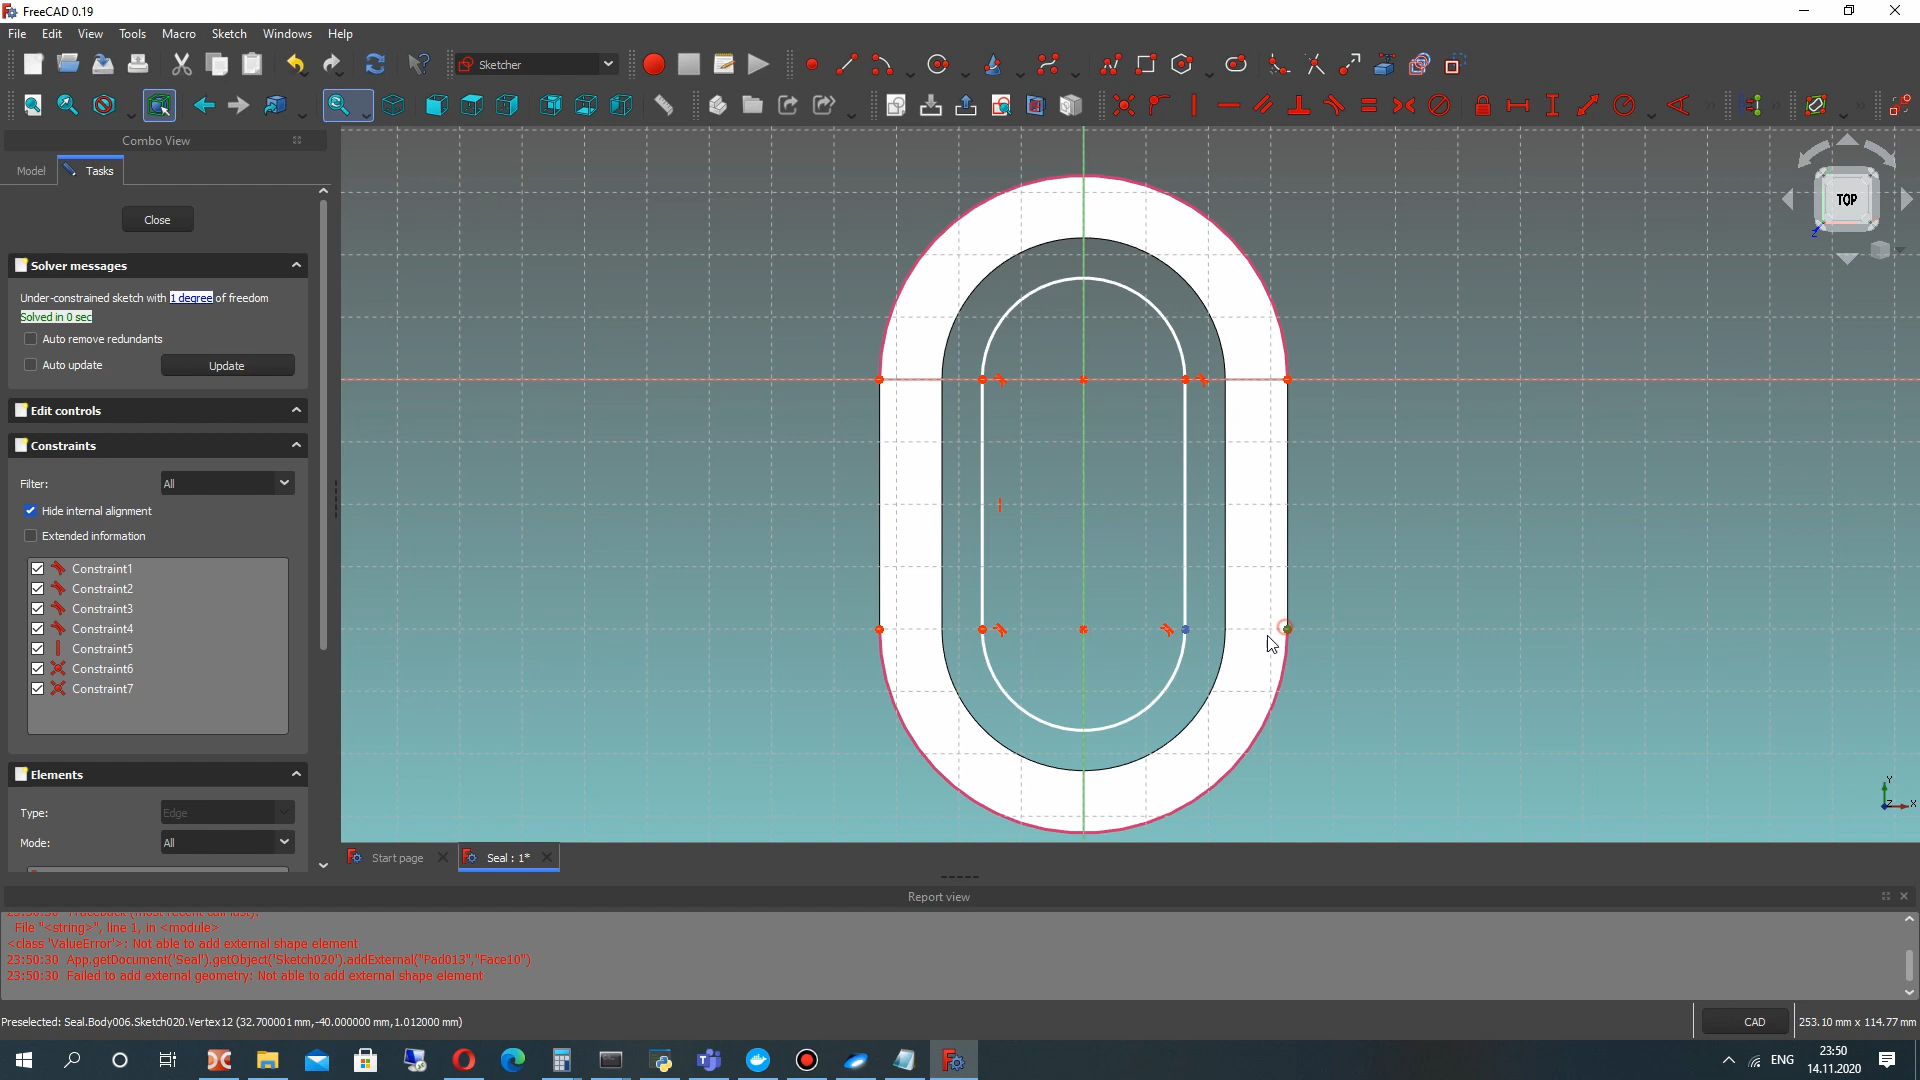 FreeCAD 0.19
File Edit View Tools Macro Sketch Windows Help
Sketcher
Combo View
Model Tasks
Close
Solver messages
Under-constrained sketch with 1 degree of freedom
Solved in 0 sec
Auto remove redundants
Auto update Update
Edit controls
Constraints
Filter: All
Hide internal alignment
Extended information
Constraint1
Constraint2
Constraint3
Constraint4
Constraint5
Constraint6
Constraint7
Elements
Type: Edge
Mode: All
TOP
Z
Y
Z X
Start page Seal : 1*
Report view
File "<string>", line 1, in <module>
<class 'ValueError'>: Not able to add external shape element
23:50:30 App.getDocument('Seal').getObject('Sketch020').addExternal("Pad013","Face10")
23:50:30 Failed to add external geometry: Not able to add external shape element
Preselected: Seal.Body006.Sketch020.Vertex12 (32.700001 mm,-40.000000 mm,1.012000 mm)
CAD 253.10 mm x 114.77 mm
ENG 23:50
14.11.2020